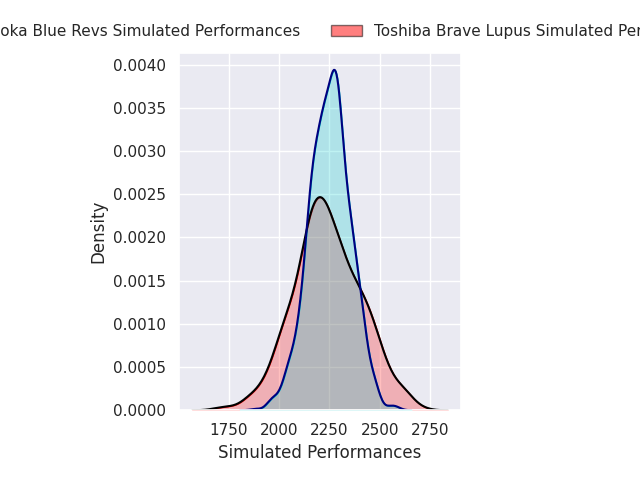 oka Blue Revs Simulated Performances
Toshiba Brave Lupus Simulated Per
0.0040
0.0035
0.0030
0.0025
0.0020
0.0015
0.0010
0.0005
0.0000
Density
1750 2000 2250 2500 2750
Simulated Performances